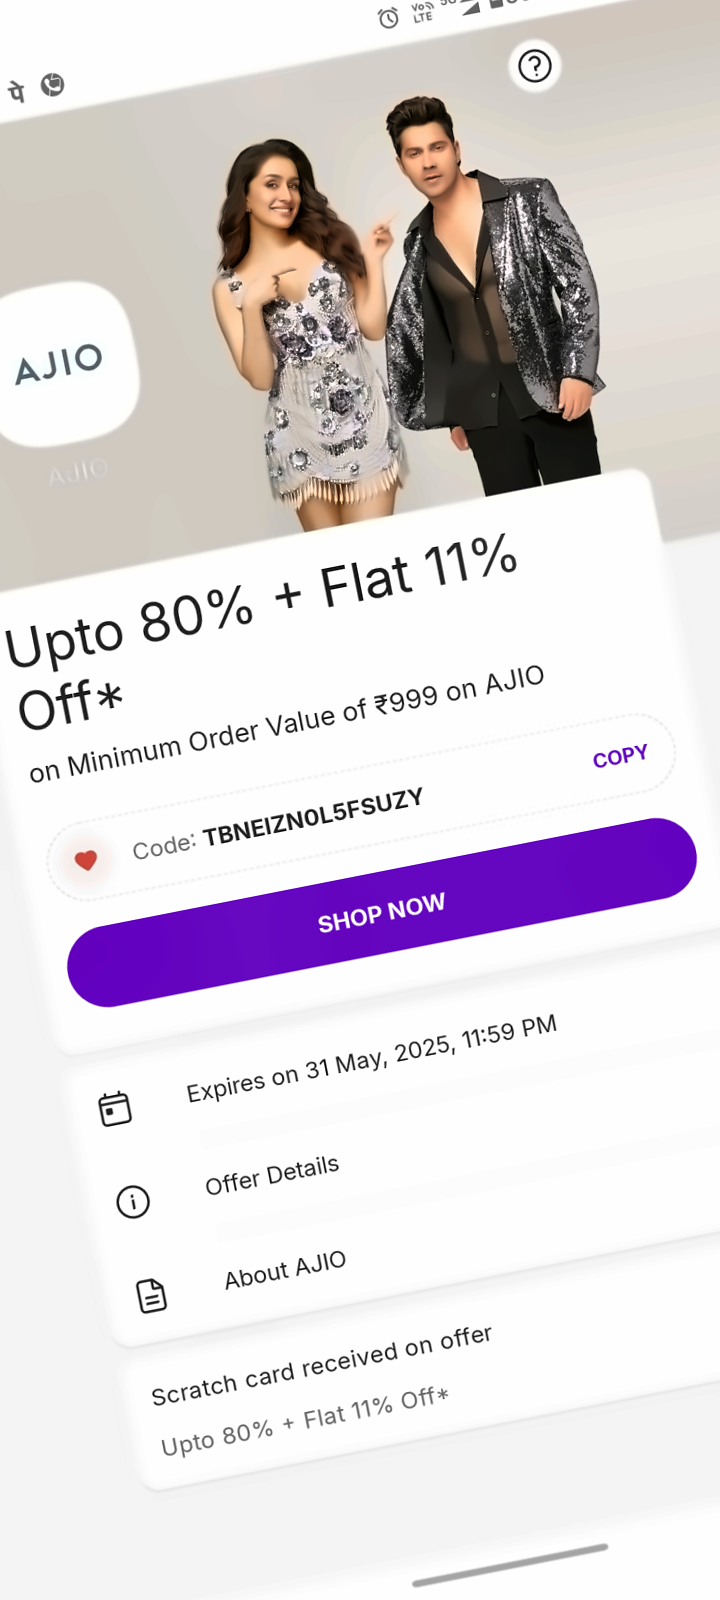 Vo LTE
पे
AJIO
AJIO
Upto 80% + Flat 11%
Off*
on Minimum Order Value of ₹999 on AJIO
Code: TBNEIZN0L5FSUZY
COPY
SHOP NOW
Expires on 31 May, 2025, 11:59 PM
Offer Details
About AJIO
Scratch card received on offer
Upto 80% + Flat 11% Off*